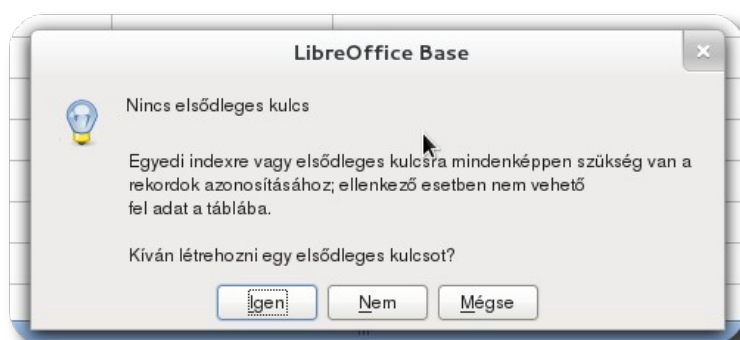 LibreOffice Base
Nincs elsődleges kulcs
Egyedi indexre vagy elsődleges kulcsra mindenképpen szükség van a
rekordok azonosításához; ellenkező esetben nem vehető
fel adat a táblába.
Kíván létrehozni egy elsődleges kulcsot?
Igen Nem Mégse